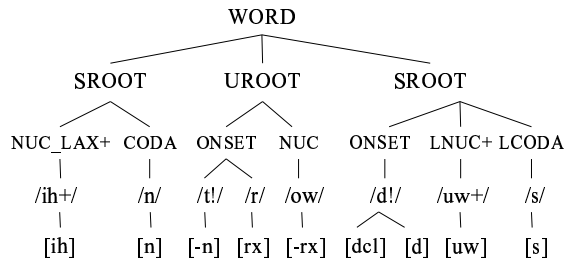 WORD
SROOT UROOT SROOT
NUC_LAX+ CODA ONSET NUC ONSET LNUC+ LCODA
/ih+/ /n/ /t!/ /r/ /ow/ /d!/ /uw+/ /s/
[ih] [n] [-n] [rx] [-rx] [dcl] [d] [uw] [s]